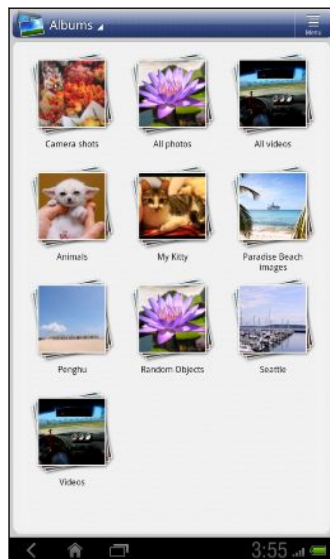 Albums
Menu
Camera shots
All photos
All videos
Animals
My Kitty
Paradise Beach
images
Penghu
Random Objects
Seattle
Videos
3:55